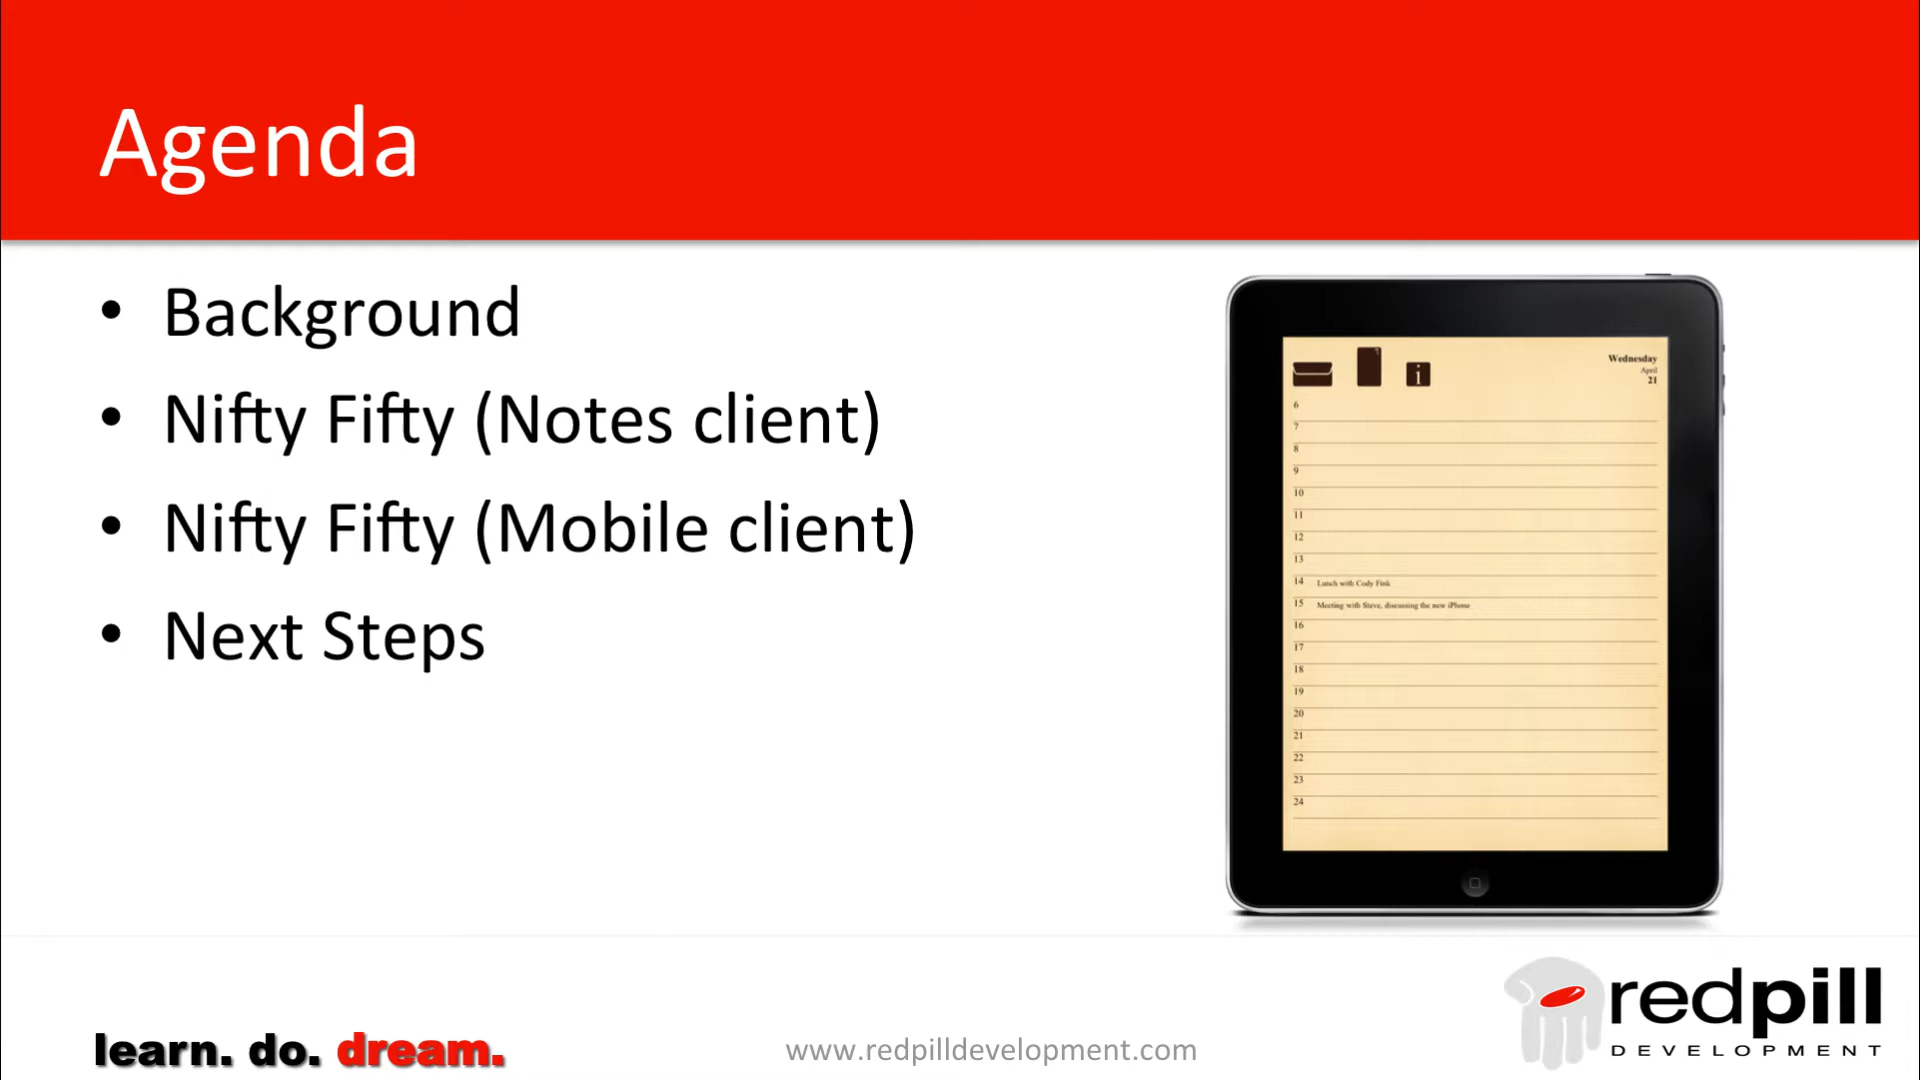 Agenda
• Background
• Nifty Fifty (Notes client)
• Nifty Fifty (Mobile client)
• Next Steps
i
Wednesday
April
21
6
7
8
9
10
11
12
13
14 Lunch with Cody Fink
15 Meeting with Steve, discussing the new iPhone
16
17
18
19
20
21
22
23
24
learn. do. dream.
www.redpilldevelopment.com
redpill
DEVELOPMENT